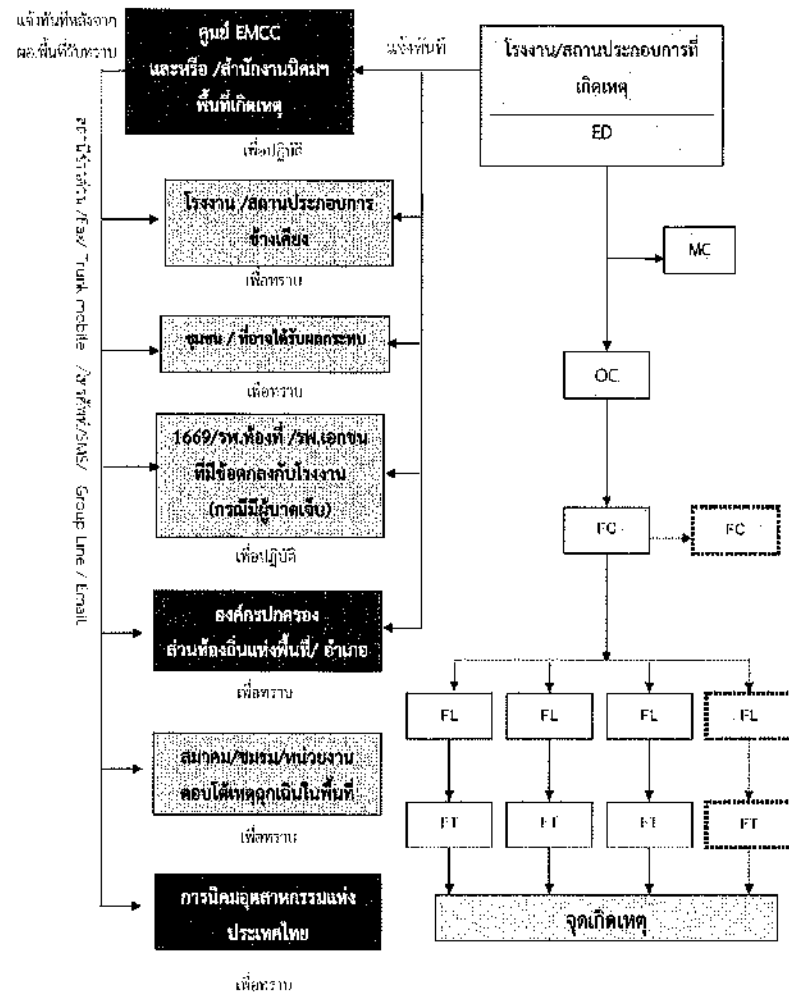 แจ้งทันทีหลังจาก
ผอ.พื้นที่รับทราบ
ศูนย์ EMCC
และหรือ /สำนักงานนิคมฯ
พื้นที่เกิดเหตุ
เพื่อปฏิบัติ
แจ้งทันที
โรงงาน/สถานประกอบการที่
เกิดเหตุ
ED
โรงงาน /สถานประกอบการ
ข้างเคียง
เพื่อทราบ
MC
ชุมชน / ที่อาจได้รับผลกระทบ
เพื่อทราบ
OC
1669/รพ.ท้องที่ /รพ.เอกชน
ที่มีข้อตกลงกับโรงงาน
(กรณีมีผู้บาดเจ็บ)
เพื่อปฏิบัติ
FC
FC
/Fax/ Trunk mobile /โทรศัพท์/SMS/ Group Line / Email
องค์กรปกครอง
ส่วนท้องถิ่นแห่งพื้นที่/ อำเภอ
เพื่อทราบ
FL
FL
FL
FL
สมาคม/ชมรม/หน่วยงาน
ตอบโต้เหตุฉุกเฉินในพื้นที่
เพื่อทราบ
FT
FT
FT
FT
การนิคมอุตสาหกรรมแห่ง
ประเทศไทย
เพื่อทราบ
จุดเกิดเหตุ